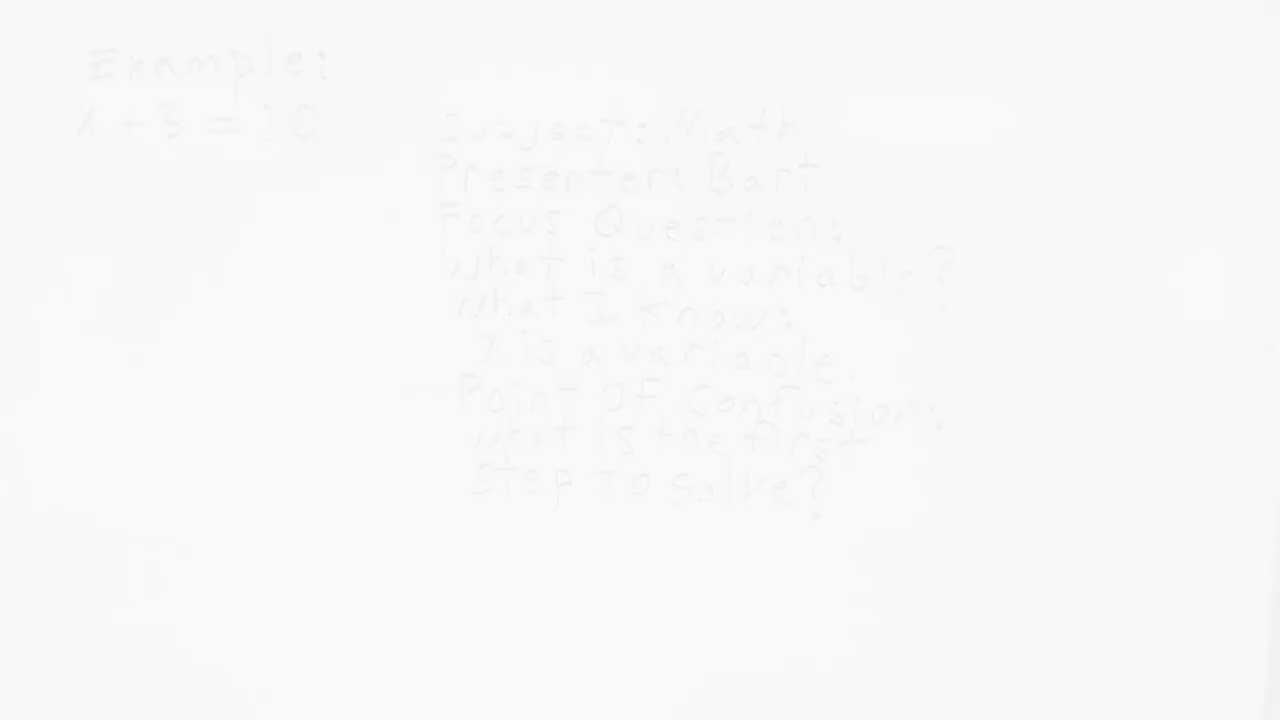 Example:
x + 3 = 10
Subject: Math
Presenter: Bart
Focus Question:
What is a variable?
What I Know:
X is a variable.
Point of Confusion:
what is the first
step to solve?